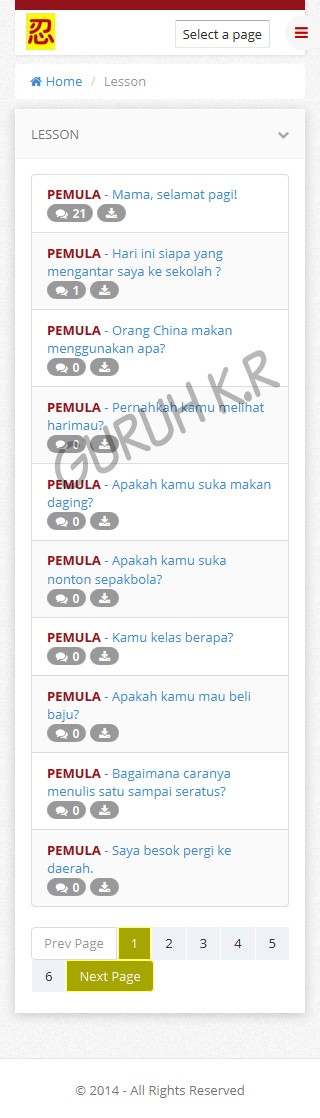 忍
Select a page
Home / Lesson
LESSON
PEMULA - Mama, selamat pagi!
21
PEMULA - Hari ini siapa yang
mengantar saya ke sekolah ?
1
PEMULA - Orang China makan
menggunakan apa?
0
PEMULA - Pernahkah kamu melihat
harimau?
0
GURUH K.R
PEMULA - Apakah kamu suka makan
daging?
0
PEMULA - Apakah kamu suka
nonton sepakbola?
0
PEMULA - Kamu kelas berapa?
0
PEMULA - Apakah kamu mau beli
baju?
0
PEMULA - Bagaimana caranya
menulis satu sampai seratus?
0
PEMULA - Saya besok pergi ke
daerah.
0
Prev Page 1 2 3 4 5
6 Next Page
© 2014 - All Rights Reserved